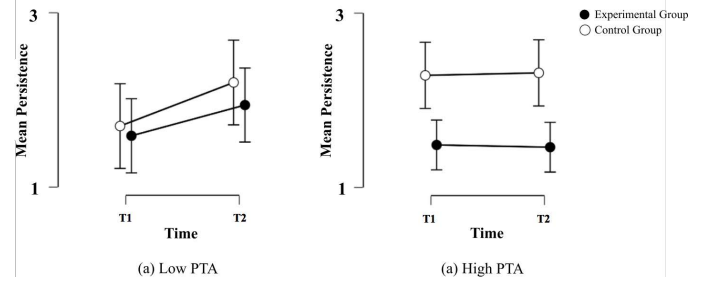 3
Mean Persistence
1
T1
T2
Time
(a) Low PTA
3
Mean Persistence
1
T1
T2
Time
(a) High PTA
Experimental Group
Control Group